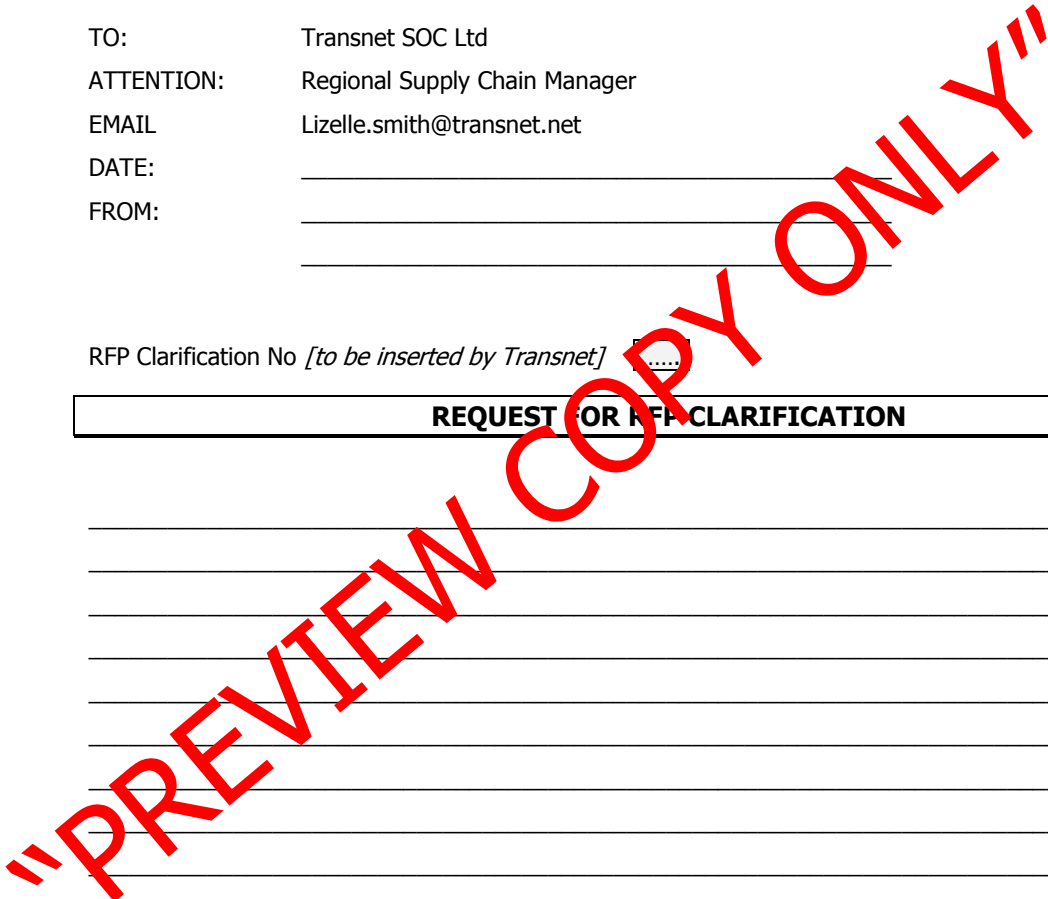 TO: Transnet SOC Ltd
ATTENTION: Regional Supply Chain Manager
EMAIL Lizelle.smith@transnet.net
DATE:
FROM:
RFP Clarification No [to be inserted by Transnet] ……
REQUEST FOR RFP CLARIFICATION
“PREVIEW COPY ONLY”